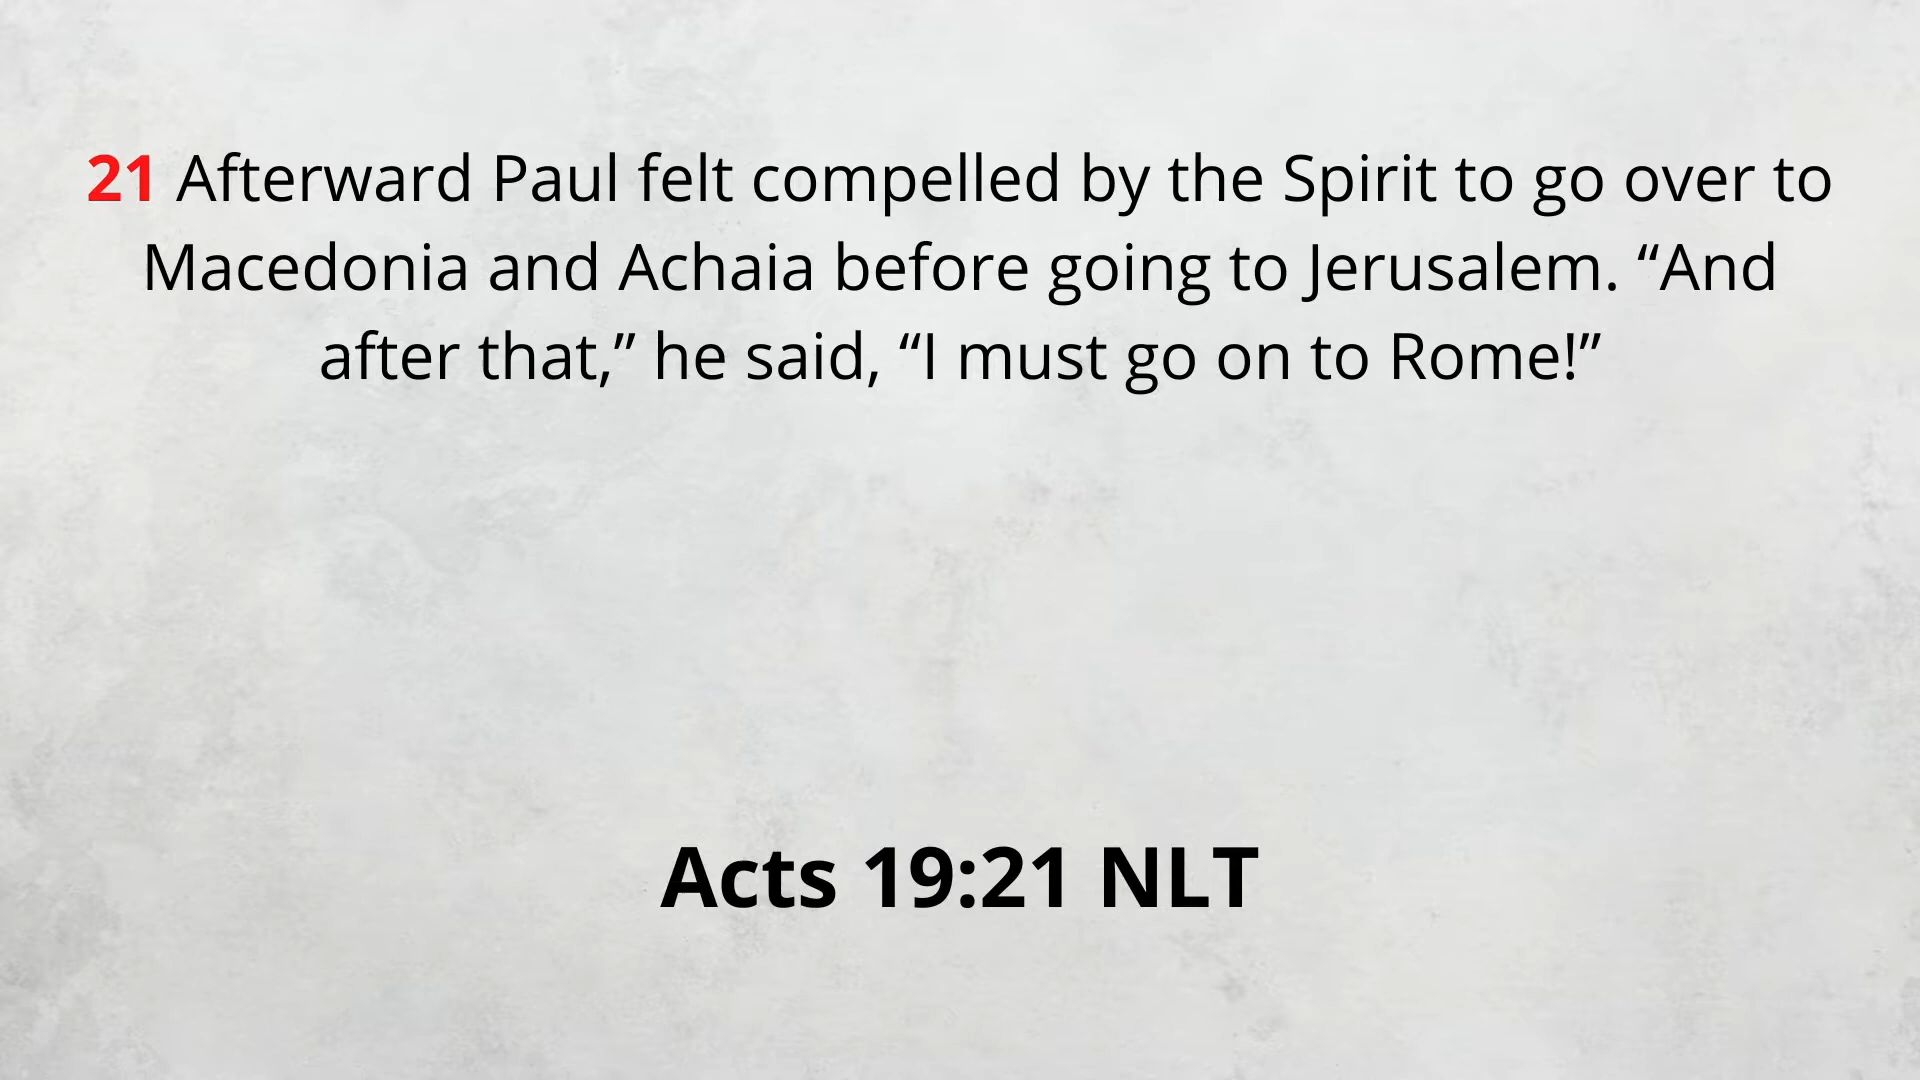 21 Afterward Paul felt compelled by the Spirit to go over to
Macedonia and Achaia before going to Jerusalem. “And
after that,” he said, “I must go on to Rome!”
Acts 19:21 NLT